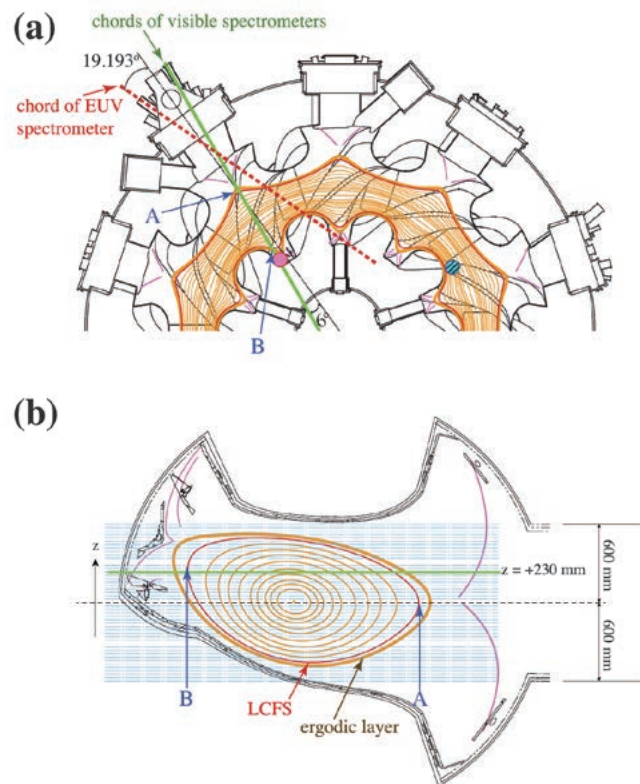 (a)
chords of visible spectrometers
19.193°
chord of EUV
spectrometer
A
B
6°
(b)
z
z = +230 mm
600 mm
600 mm
B
A
LCFS
ergodic layer